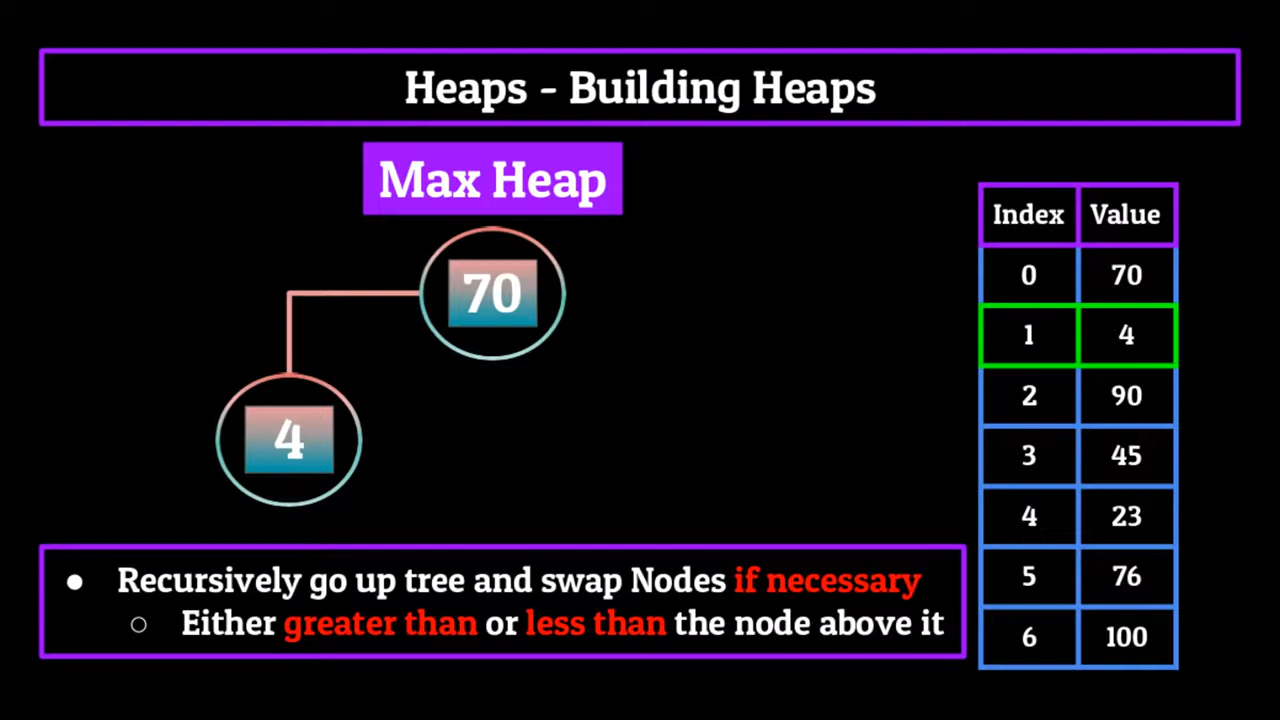 Heaps - Building Heaps
Max Heap
70
4
Index Value
0 70
1 4
2 90
3 45
4 23
5 76
6 100
● Recursively go up tree and swap Nodes if necessary
○ Either greater than or less than the node above it